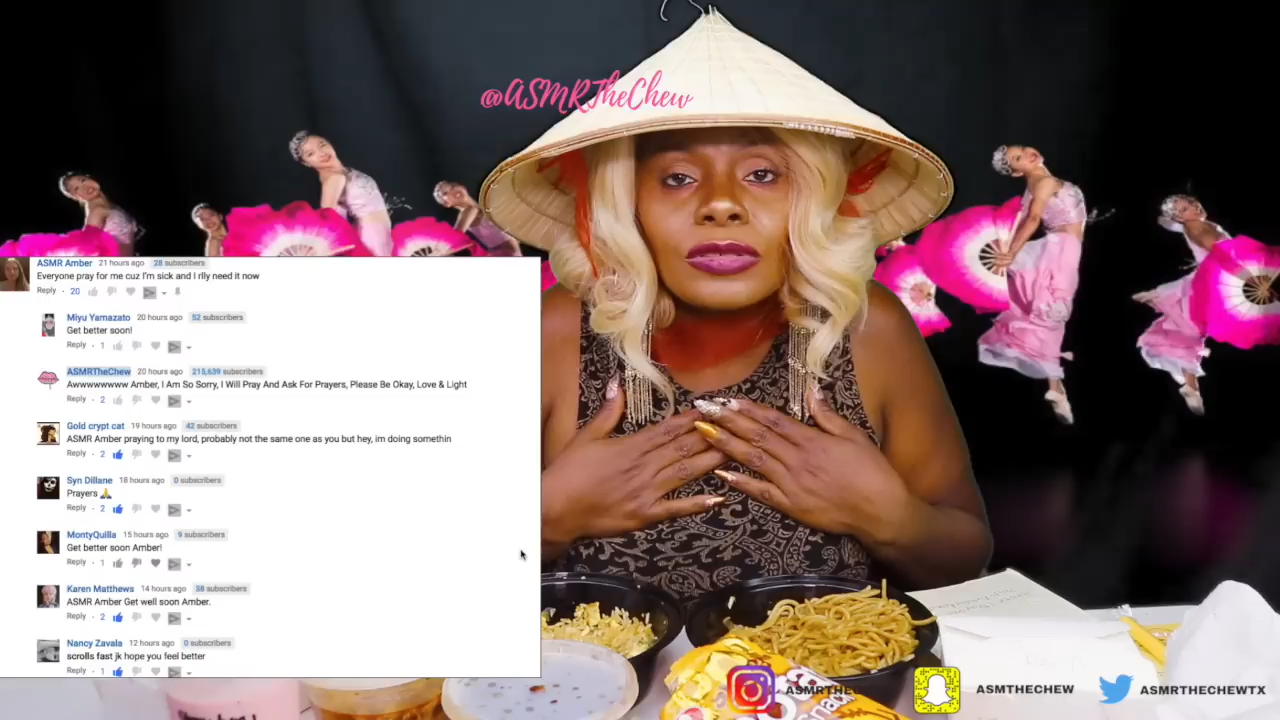 @ASMRTheChew
ASMR Amber 21 hours ago 28 subscribers
Everyone pray for me cuz I'm sick and I rlly need it now
Reply · 20
Miyu Yamazato 20 hours ago 52 subscribers
Get better soon!
Reply · 1
ASMRTheChew 20 hours ago 215,639 subscribers
Awwwwwwww Amber, I Am So Sorry, I Will Pray And Ask For Prayers, Please Be Okay, Love & Light
Reply · 2
Gold crypt cat 19 hours ago 42 subscribers
ASMR Amber praying to my lord, probably not the same one as you but hey, im doing somethin
Reply · 2
Syn Dillane 18 hours ago 0 subscribers
Prayers 🙏
Reply · 2
MontyQuilla 15 hours ago 9 subscribers
Get better soon Amber!
Reply · 1
Karen Matthews 14 hours ago 58 subscribers
ASMR Amber Get well soon Amber.
Reply · 2
Nancy Zavala 12 hours ago 0 subscribers
scrolls fast jk hope you feel better
Reply · 1
ASMTHECHEW
ASMRTHECHEWTX